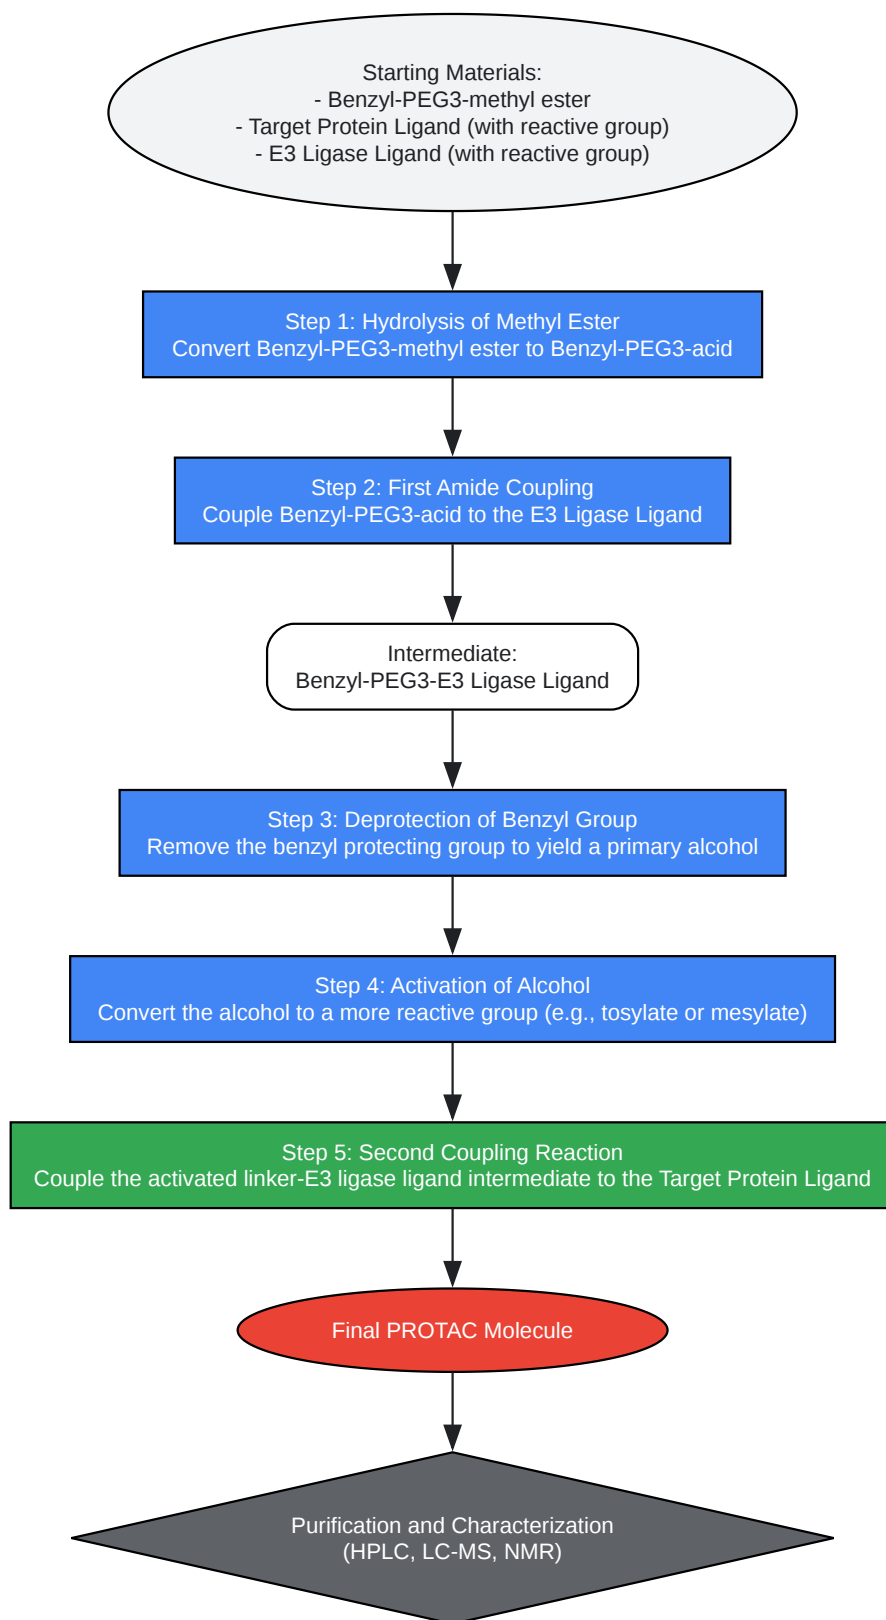 Starting Materials:
- Benzyl-PEG3-methyl ester
- Target Protein Ligand (with reactive group)
- E3 Ligase Ligand (with reactive group)
Step 1: Hydrolysis of Methyl Ester
Convert Benzyl-PEG3-methyl ester to Benzyl-PEG3-acid
Step 2: First Amide Coupling
Couple Benzyl-PEG3-acid to the E3 Ligase Ligand
Intermediate:
Benzyl-PEG3-E3 Ligase Ligand
Step 3: Deprotection of Benzyl Group
Remove the benzyl protecting group to yield a primary alcohol
Step 4: Activation of Alcohol
Convert the alcohol to a more reactive group (e.g., tosylate or mesylate)
Step 5: Second Coupling Reaction
Couple the activated linker-E3 ligase ligand intermediate to the Target Protein Ligand
Final PROTAC Molecule
Purification and Characterization
(HPLC, LC-MS, NMR)